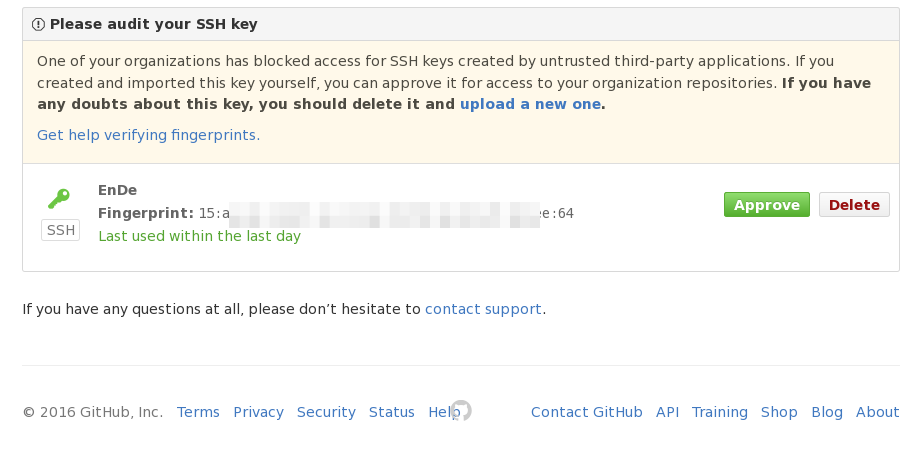 Please audit your SSH key
One of your organizations has blocked access for SSH keys created by untrusted third-party applications. If you
created and imported this key yourself, you can approve it for access to your organization repositories. If you have
any doubts about this key, you should delete it and upload a new one.
Get help verifying fingerprints.
EnDe
Fingerprint: 15:a ee:64
Approve
Delete
SSH
Last used within the last day
If you have any questions at all, please don’t hesitate to contact support.
© 2016 GitHub, Inc. Terms Privacy Security Status Help Contact GitHub API Training Shop Blog About